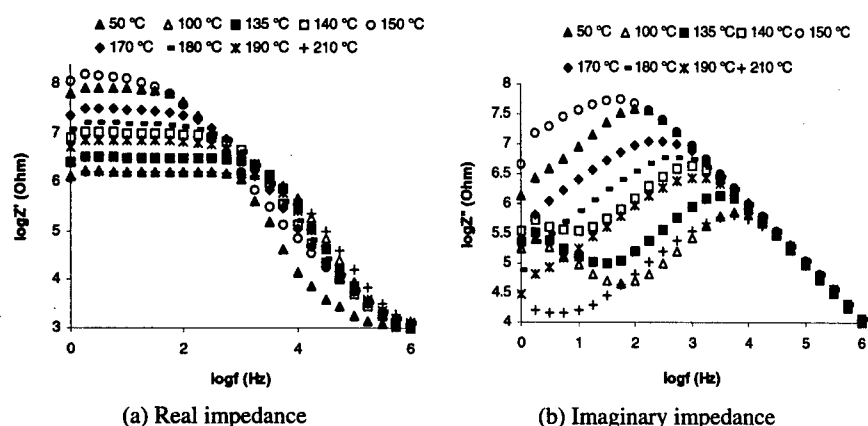 ▲ 50 °C ▲ 100 °C ■ 135 °C □ 140 °C ○ 150 °C
◆ 170 °C - 180 °C ✳ 190 °C + 210 °C
logZ' (Ohm)
8
7
6
5
4
3
0 2 4 6
logf (Hz)
(a) Real impedance
▲ 50 °C △ 100 °C ■ 135 °C □ 140 °C ○ 150 °C
◆ 170 °C - 180 °C ✳ 190 °C + 210 °C
logZ" (Ohm)
8
7.5
7
6.5
6
5.5
5
4.5
4
0 1 2 3 4 5 6
logf (Hz)
(b) Imaginary impedance